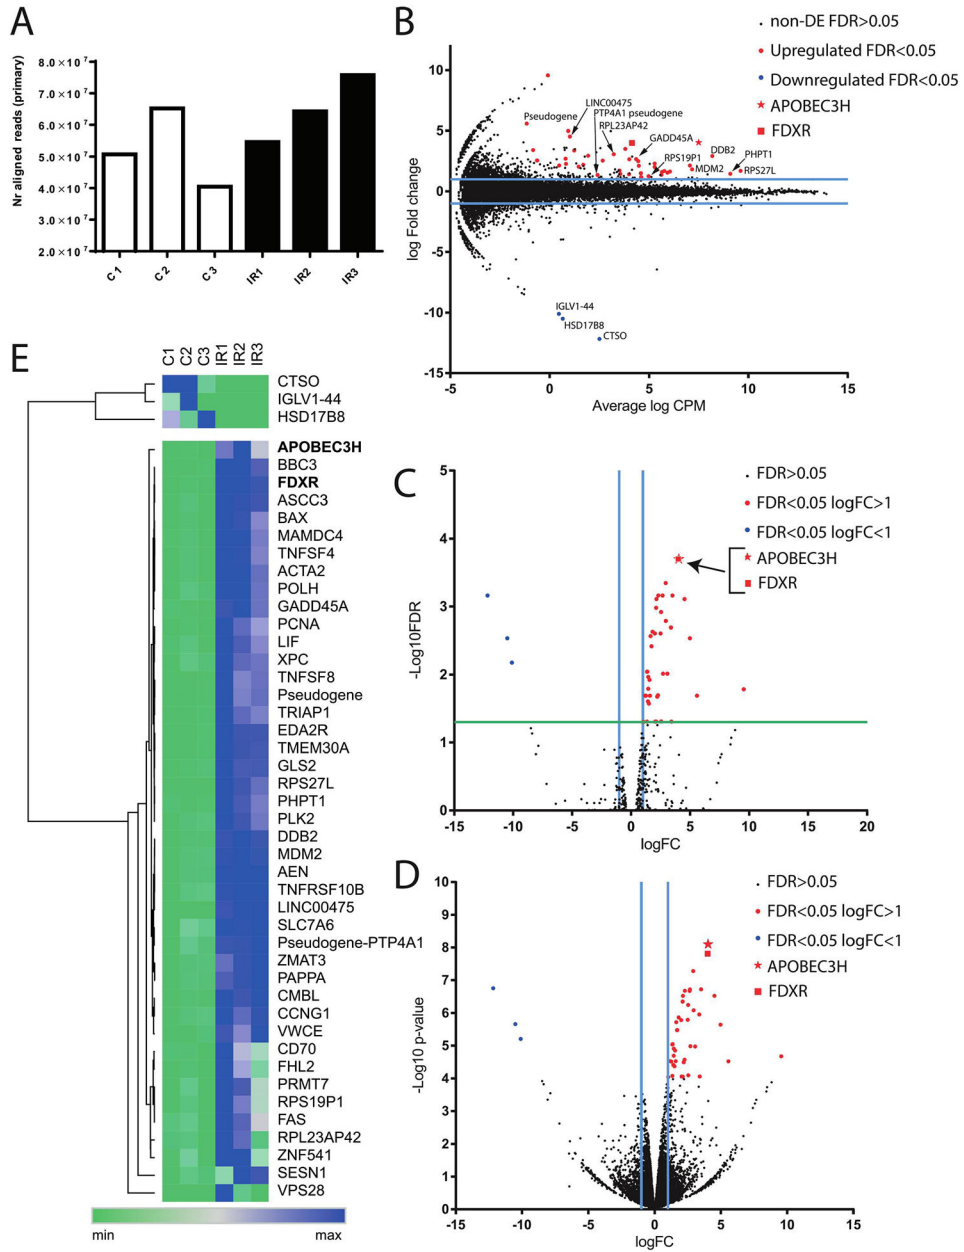 A
Nr aligned reads (primary)
8.0×10⁷
7.0×10⁷
6.0×10⁷
5.0×10⁷
4.0×10⁷
3.0×10⁷
2.0×10⁷
C1
C2
C3
IR1
IR2
IR3
B
non-DE FDR>0.05
Upregulated FDR<0.05
Downregulated FDR<0.05
APOBEC3H
FDXR
log Fold change
10
5
0
-5
-10
-15
LINC00475
PTP4A1 pseudogene
Pseudogene
RPL23AP42
GADD45A
DDB2
PHPT1
RPS19P1
MDM2
RPS27L
IGLV1-44
HSD17B8
CTSO
-5 0 5 10 15
Average log CPM
C
FDR>0.05
FDR<0.05 logFC>1
FDR<0.05 logFC<1
APOBEC3H
FDXR
-Log10FDR
5
4
3
2
1
0
-15 -10 -5 0 5 10 15 20
logFC
D
FDR>0.05
FDR<0.05 logFC>1
FDR<0.05 logFC<1
APOBEC3H
FDXR
-Log10 p-value
10
9
8
7
6
5
4
3
2
1
0
-15 -10 -5 0 5 10 15
logFC
E
C1 C2 C3 IR1 IR2 IR3
CTSO
IGLV1-44
HSD17B8
APOBEC3H
BBC3
FDXR
ASCC3
BAX
MAMDC4
TNFSF4
ACTA2
POLH
GADD45A
PCNA
LIF
XPC
TNFSF8
Pseudogene
TRIAP1
EDA2R
TMEM30A
GLS2
RPS27L
PHPT1
PLK2
DDB2
MDM2
AEN
TNFRSF10B
LINC00475
SLC7A6
Pseudogene-PTP4A1
ZMAT3
PAPPA
CMBL
CCNG1
VWCE
CD70
FHL2
PRMT7
RPS19P1
FAS
RPL23AP42
ZNF541
SESN1
VPS28
min max